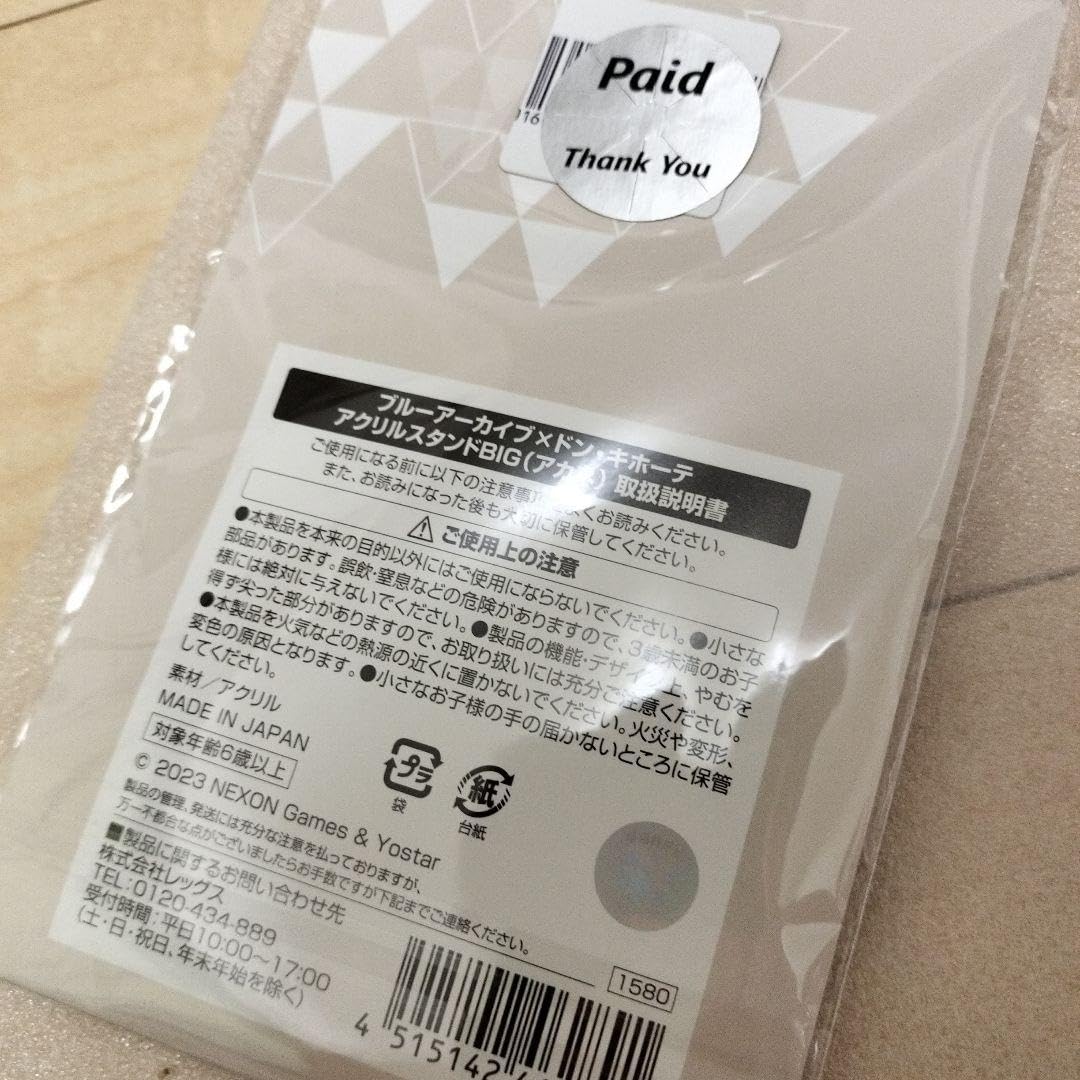 Paid
Thank You
ブルーアーカイブ×ドン・キホーテ
アクリルスタンドBIG(アカネ) 取扱説明書
ご使用になる前に以下の注意事項をよくお読みください。
また、お読みになった後も大切に保管してください。
⚠ ご使用上の注意
●本製品を本来の目的以外にはご使用にならないでください。●小さな
部品があります。誤飲・窒息などの危険がありますので、3歳未満のお子
様には絶対に与えないでください。●製品の機能・デザイン上、やむを
得ず尖った部分がありますので、お取り扱いには充分ご注意ください。
●本製品を火気などの熱源の近くに置かないでください。火災や変形、
変色の原因となります。●小さなお子様の手の届かないところに保管
してください。
素材/アクリル
MADE IN JAPAN
対象年齢6歳以上
プラ
袋
紙
台紙
© 2023 NEXON Games & Yostar
製品の管理、発送には充分な注意を払っておりますが、
万一不都合な点がございましたらお手数ですが下記までご連絡ください。
■製品に関するお問い合わせ先
株式会社レッグス
TEL:0120-434-889
受付時間:平日10:00〜17:00
(土・日・祝日、年末年始を除く)
1580
4 515142